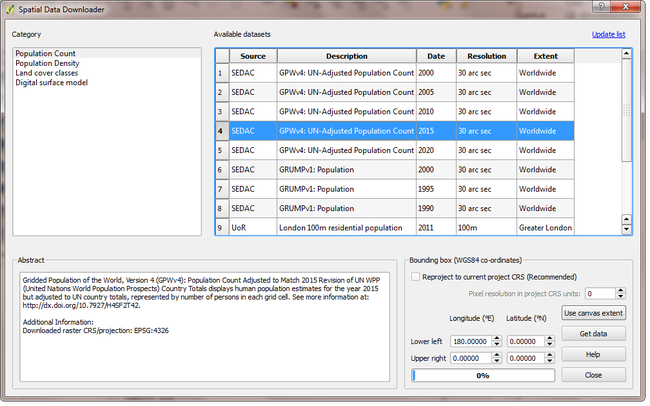 Spatial Data Downloader
Category
Available datasets
Update list
Population Count
Population Density
Land cover classes
Digital surface model
Source Description Date Resolution Extent
1 SEDAC GPWv4: UN-Adjusted Population Count 2000 30 arc sec Worldwide
2 SEDAC GPWv4: UN-Adjusted Population Count 2005 30 arc sec Worldwide
3 SEDAC GPWv4: UN-Adjusted Population Count 2010 30 arc sec Worldwide
4 SEDAC GPWv4: UN-Adjusted Population Count 2015 30 arc sec Worldwide
5 SEDAC GPWv4: UN-Adjusted Population Count 2020 30 arc sec Worldwide
6 SEDAC GRUMPv1: Population 2000 30 arc sec Worldwide
7 SEDAC GRUMPv1: Population 1995 30 arc sec Worldwide
8 SEDAC GRUMPv1: Population 1990 30 arc sec Worldwide
9 UoR London 100m residential population 2011 100m Greater London
Abstract
Gridded Population of the World, Version 4 (GPWv4): Population Count Adjusted to Match 2015 Revision of UN WPP
(United Nations World Population Prospects) Country Totals displays human population estimates for the year 2015
but adjusted to UN country totals, represented by number of persons in each grid cell. See more information at:
http://dx.doi.org/10.7927/H4SF2T42.
Additional Information:
Downloaded raster CRS/projection: EPSG:4326
Bounding box (WGS84 co-ordinates)
Reproject to current project CRS (Recommended)
Pixel resolution in project CRS units: 0
Longitude (ºE) Latitude (ºN)
Use canvas extent
Lower left 180.00000 0.00000
Get data
Upper right 0.00000 0.00000
Help
0%
Close